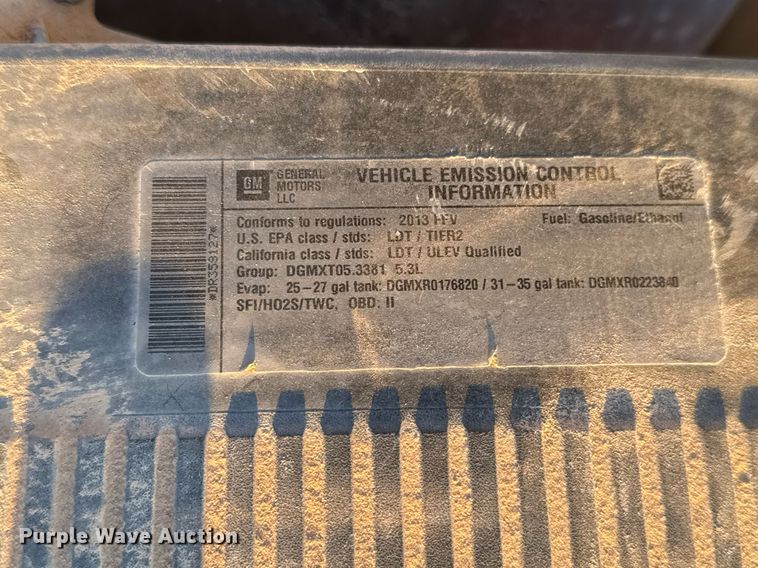 GM GENERAL MOTORS LLC
VEHICLE EMISSION CONTROL
INFORMATION
Conforms to regulations: 2013 FFV Fuel: Gasoline/Ethanol
U.S. EPA class / stds: LDT / TIER2
California class / stds: LDT / ULEV Qualified
Group: DGMXT05.3381 5.3L
Evap: 25-27 gal tank: DGMXR0176820 / 31-35 gal tank: DGMXR0223840
SFI/HO2S/TWC, OBD: II
*DR359127*
Purple Wave Auction